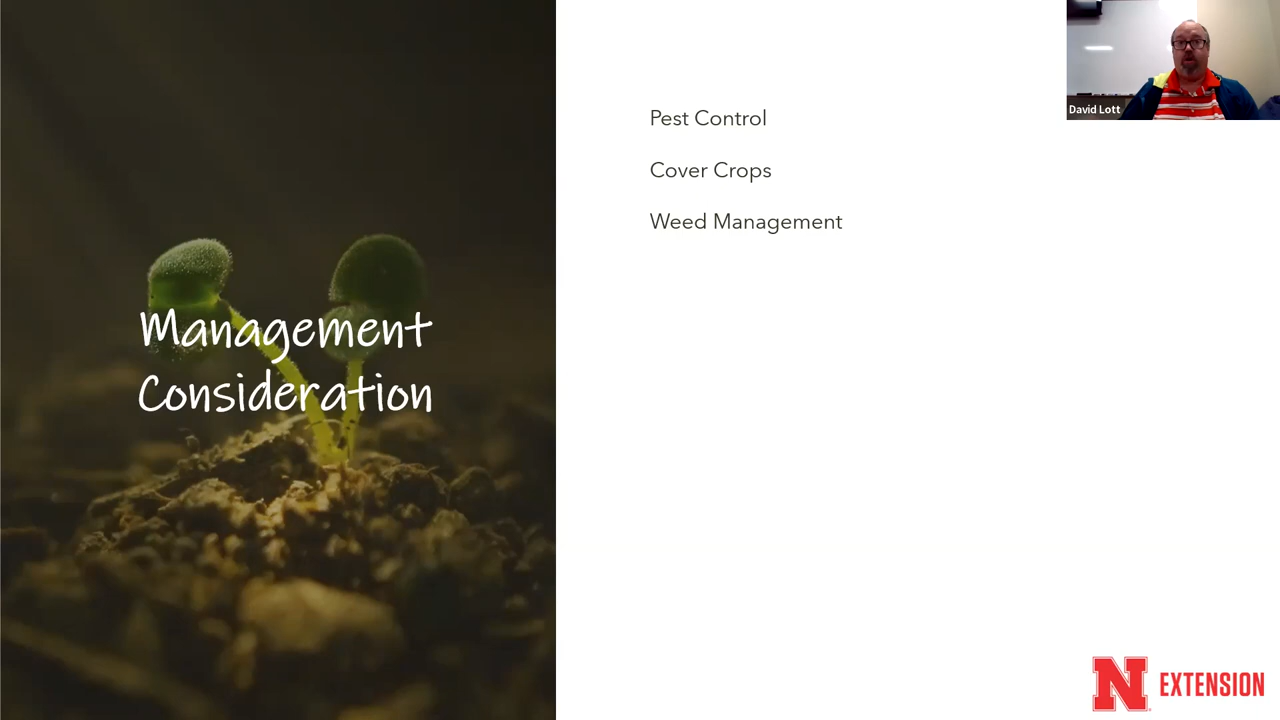 Management
Consideration
Pest Control
Cover Crops
Weed Management
David Lott
N EXTENSION